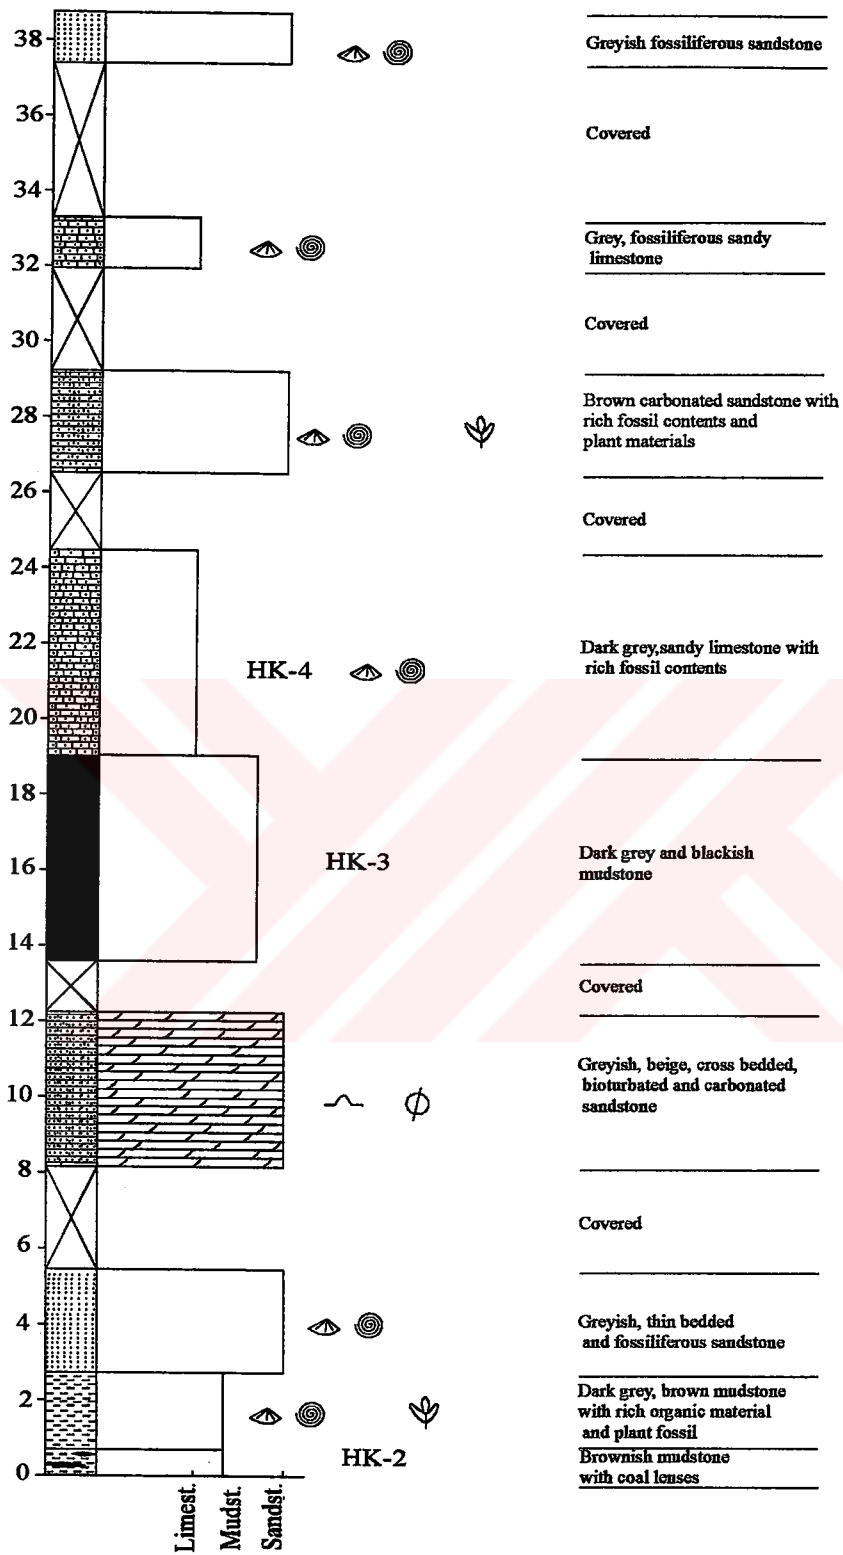 38
Greyish fossiliferous sandstone
36
Covered
34
Grey, fossiliferous sandy
limestone
32
30
Covered
28
Brown carbonated sandstone with
rich fossil contents and
plant materials
26
Covered
24
22
HK-4
Dark grey,sandy limestone with
rich fossil contents
20
18
16
HK-3
Dark grey and blackish
mudstone
14
Covered
12
10
Greyish, beige, cross bedded,
bioturbated and carbonated
sandstone
8
6
Covered
4
Greyish, thin bedded
and fossiliferous sandstone
2
Dark grey, brown mudstone
with rich organic material
and plant fossil
HK-2
Brownish mudstone
with coal lenses
0
Limest.
Mudst.
Sandst.